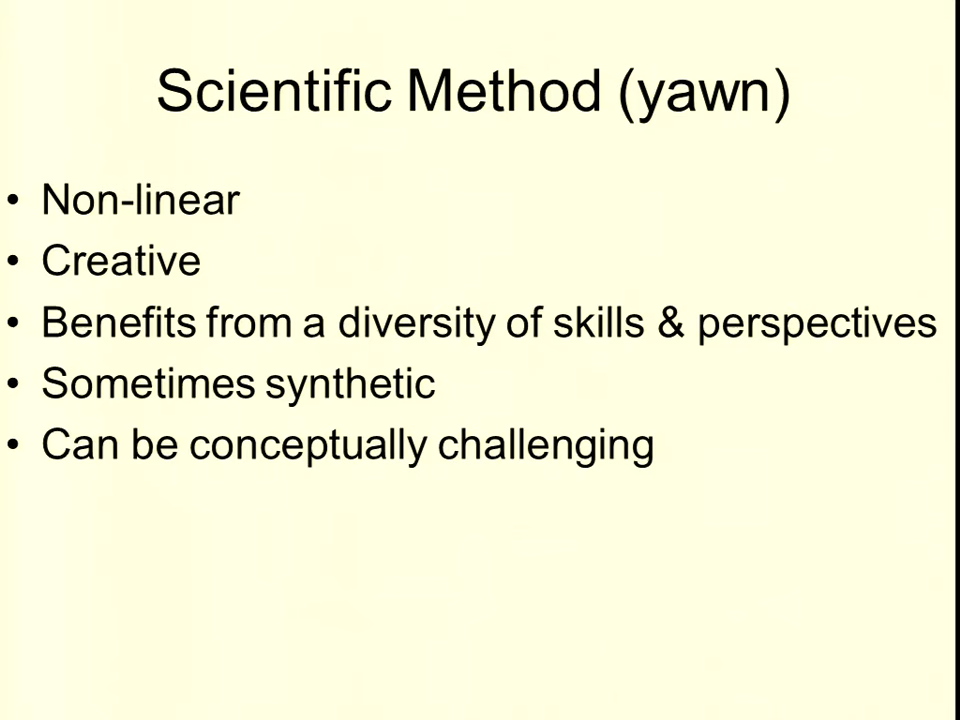 Scientific Method (yawn)
• Non-linear
• Creative
• Benefits from a diversity of skills & perspectives
• Sometimes synthetic
• Can be conceptually challenging